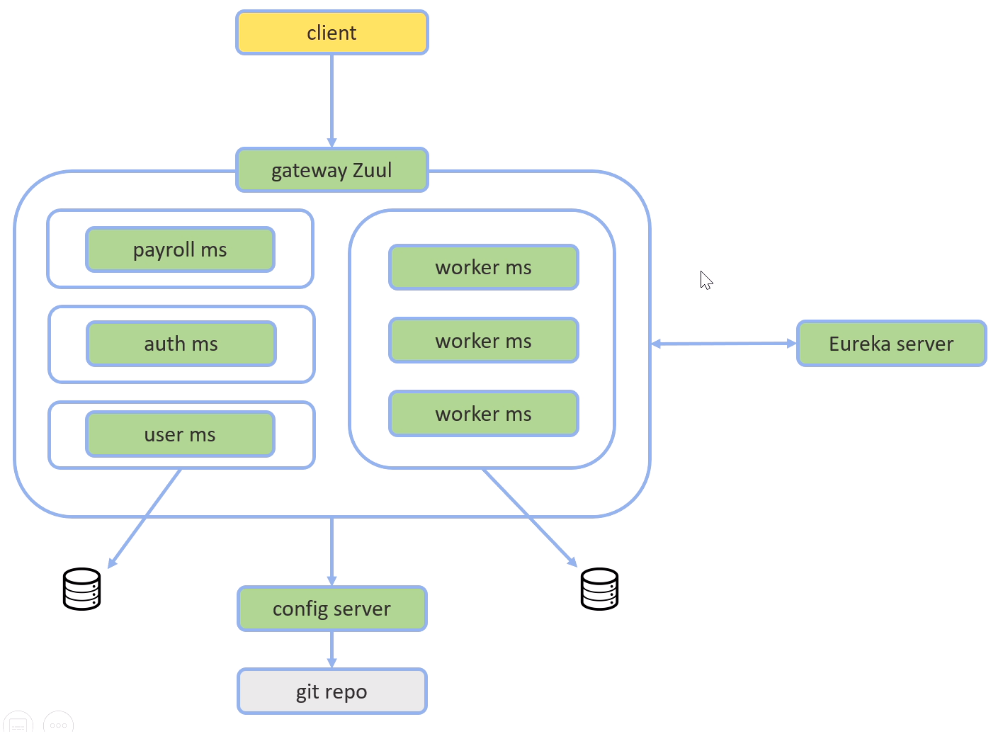 client
gateway Zuul
payroll ms
auth ms
user ms
worker ms
worker ms
worker ms
Eureka server
config server
git repo